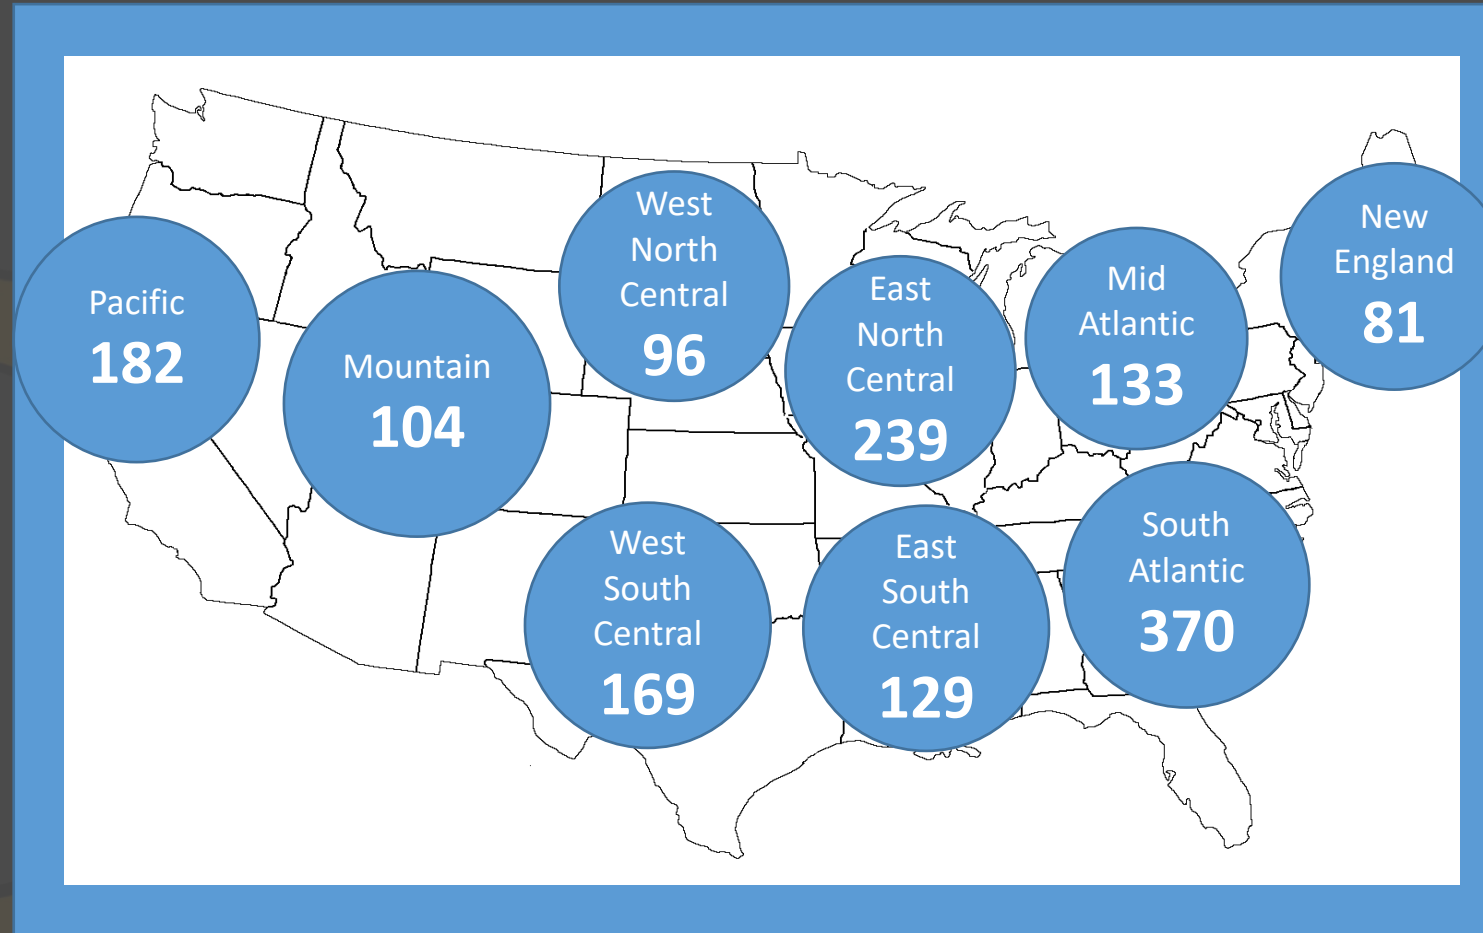 Pacific
182
Mountain
104
West
North
Central
96
East
North
Central
239
Mid
Atlantic
133
New
England
81
West
South
Central
169
East
South
Central
129
South
Atlantic
370